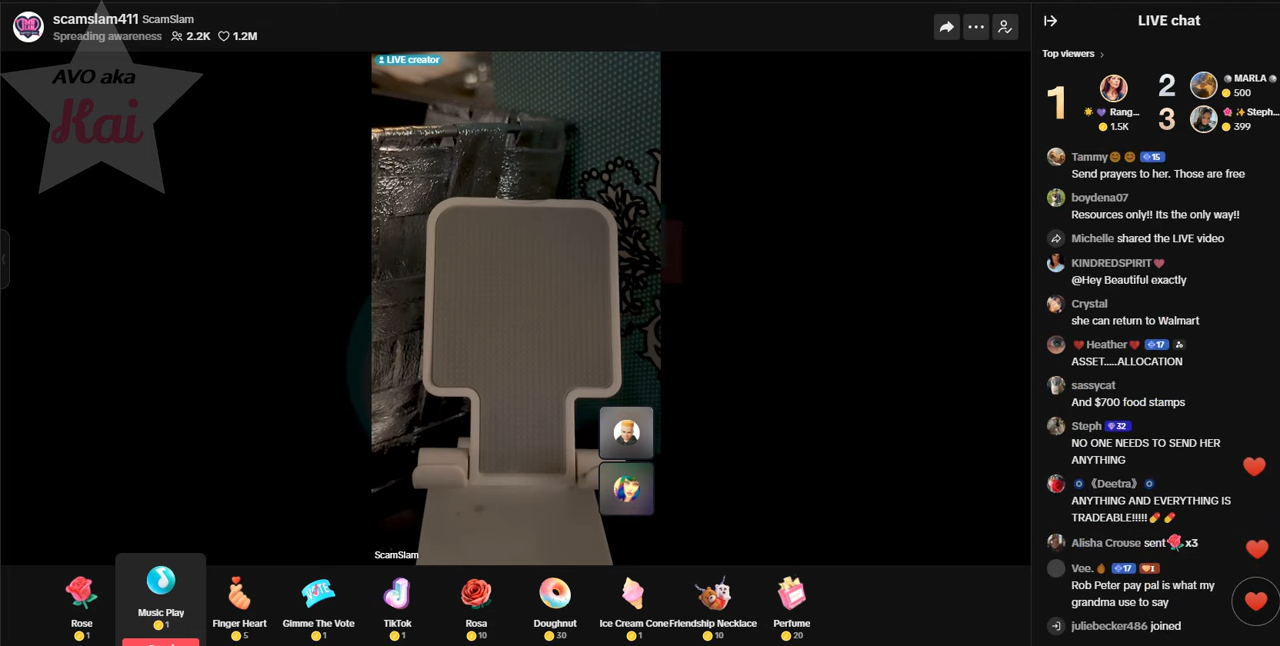 scamslam411 ScamSlam
Spreading awareness 2.2K 1.2M
AVO aka
Kai
LIVE creator
ScamSlam
Rose
1
Music Play
1
Finger Heart
5
Gimme The Vote
1
TikTok
1
Rosa
10
Doughnut
30
Ice Cream Cone
1
Friendship Necklace
10
Perfume
20
LIVE chat
Top viewers
1
Rang...
1.5K
2
MARLA
500
3
Steph...
399
Tammy 15
Send prayers to her. Those are free
boydena07
Resources only!! Its the only way!!
Michelle shared the LIVE video
KINDREDSPIRIT
@Hey Beautiful exactly
Crystal
she can return to Walmart
Heather 17
ASSET.....ALLOCATION
sassycat
And $700 food stamps
Steph 32
NO ONE NEEDS TO SEND HER
ANYTHING
《Deetra》
ANYTHING AND EVERYTHING IS
TRADEABLE!!!!!
Alisha Crouse sent x3
Vee. 17 I
Rob Peter pay pal is what my
grandma use to say
juliebecker486 joined